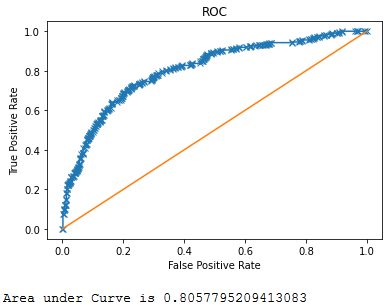 ROC
True Positive Rate
1.0
0.8
0.6
0.4
0.2
0.0
0.0 0.2 0.4 0.6 0.8 1.0
False Positive Rate
Area under Curve is 0.8057795209413083